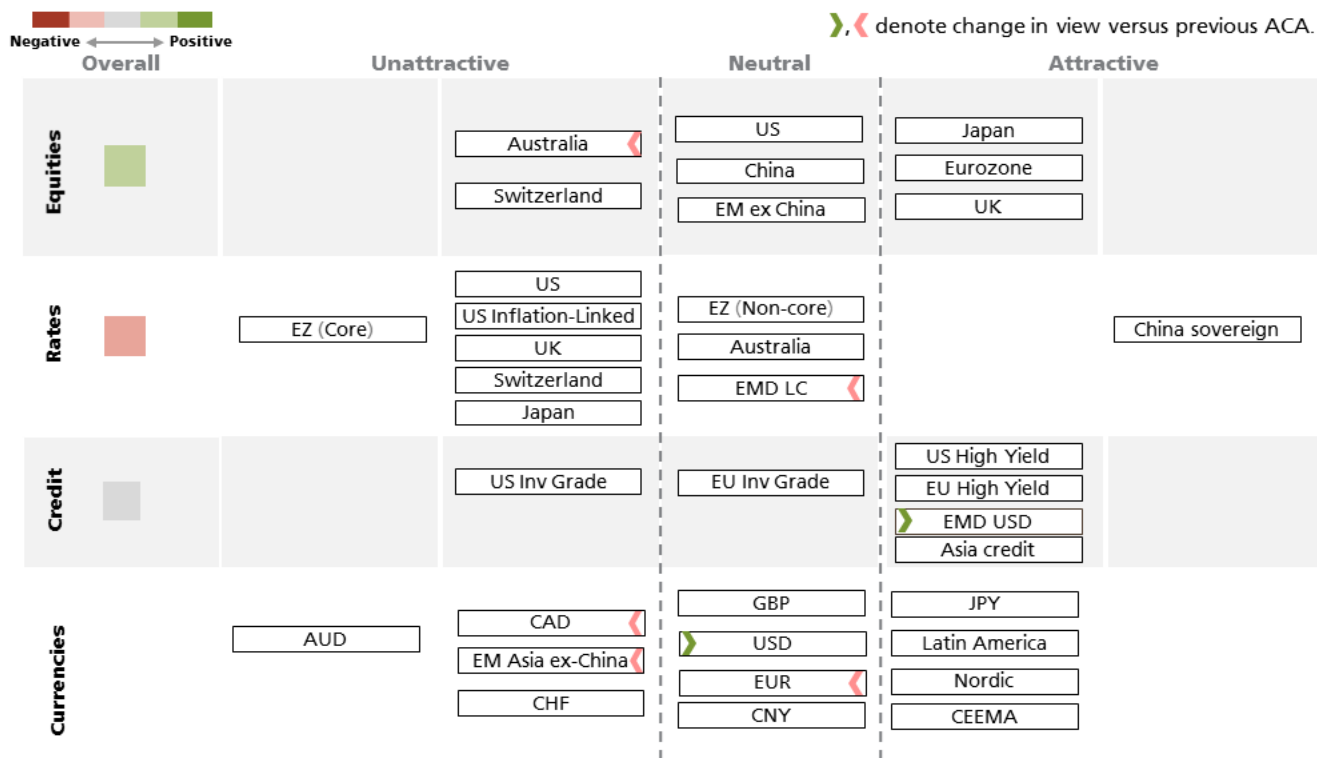 ❯,❮ denote change in view versus previous ACA.
Negative Positive
Overall Unattractive Neutral Attractive
Equities
Australia
Switzerland
US
China
EM ex China
Japan
Eurozone
UK
Rates
EZ (Core)
US
US Inflation-Linked
UK
Switzerland
Japan
EZ (Non-core)
Australia
EMD LC
China sovereign
Credit
US Inv Grade
EU Inv Grade
US High Yield
EU High Yield
EMD USD
Asia credit
Currencies
AUD
CAD
EM Asia ex-China
CHF
GBP
USD
EUR
CNY
JPY
Latin America
Nordic
CEEMA